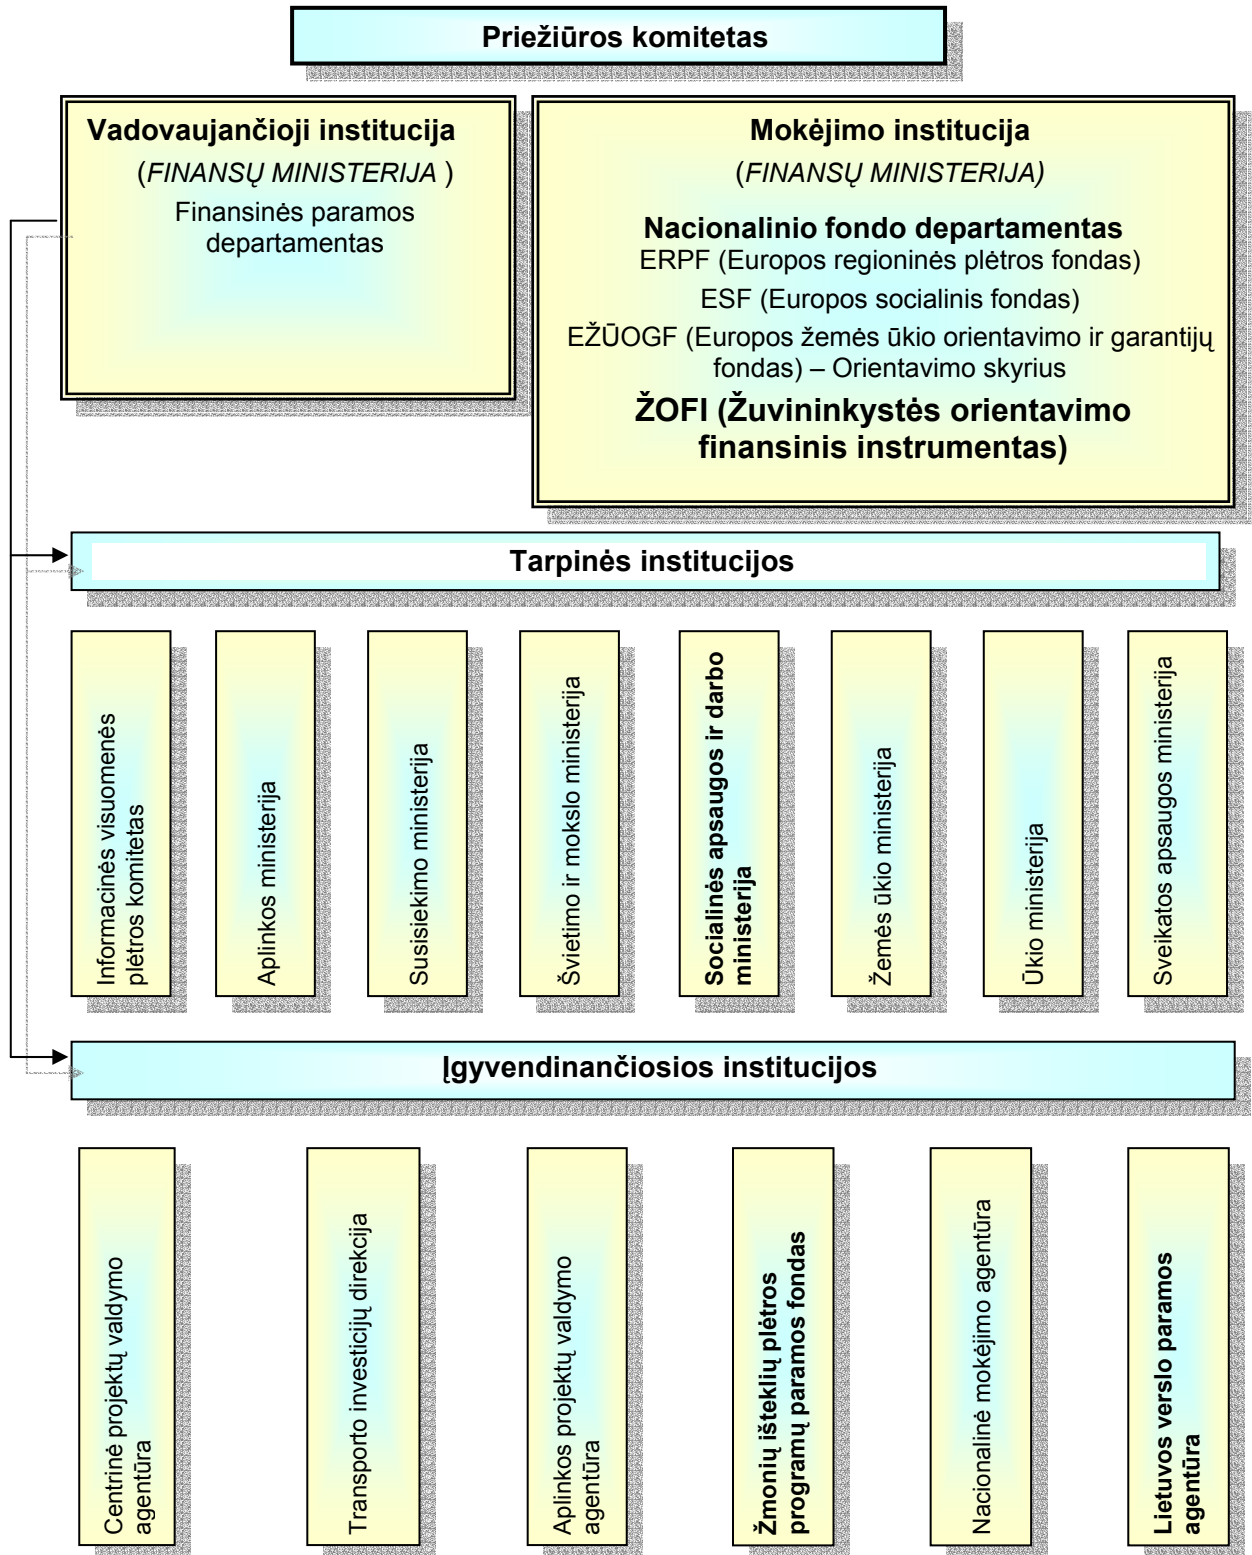 Priežiūros komitetas
Vadovaujančioji institucija
(FINANSŲ MINISTERIJA )
Finansinės paramos
departamentas
Mokėjimo institucija
(FINANSŲ MINISTERIJA)
Nacionalinio fondo departamentas
ERPF (Europos regioninės plėtros fondas)
ESF (Europos socialinis fondas)
EŽŪOGF (Europos žemės ūkio orientavimo ir garantijų
fondas) – Orientavimo skyrius
ŽOFI (Žuvininkystės orientavimo
finansinis instrumentas)
Tarpinės institucijos
Informacinės visuomenės
plėtros komitetas
Aplinkos ministerija
Susisiekimo ministerija
Švietimo ir mokslo ministerija
Socialinės apsaugos ir darbo
ministerija
Žemės ūkio ministerija
Ūkio ministerija
Sveikatos apsaugos ministerija
Įgyvendinančiosios institucijos
Centrinė projektų valdymo
agentūra
Transporto investicijų direkcija
Aplinkos projektų valdymo
agentūra
Žmonių išteklių plėtros
programų paramos fondas
Nacionalinė mokėjimo agentūra
Lietuvos verslo paramos
agentūra